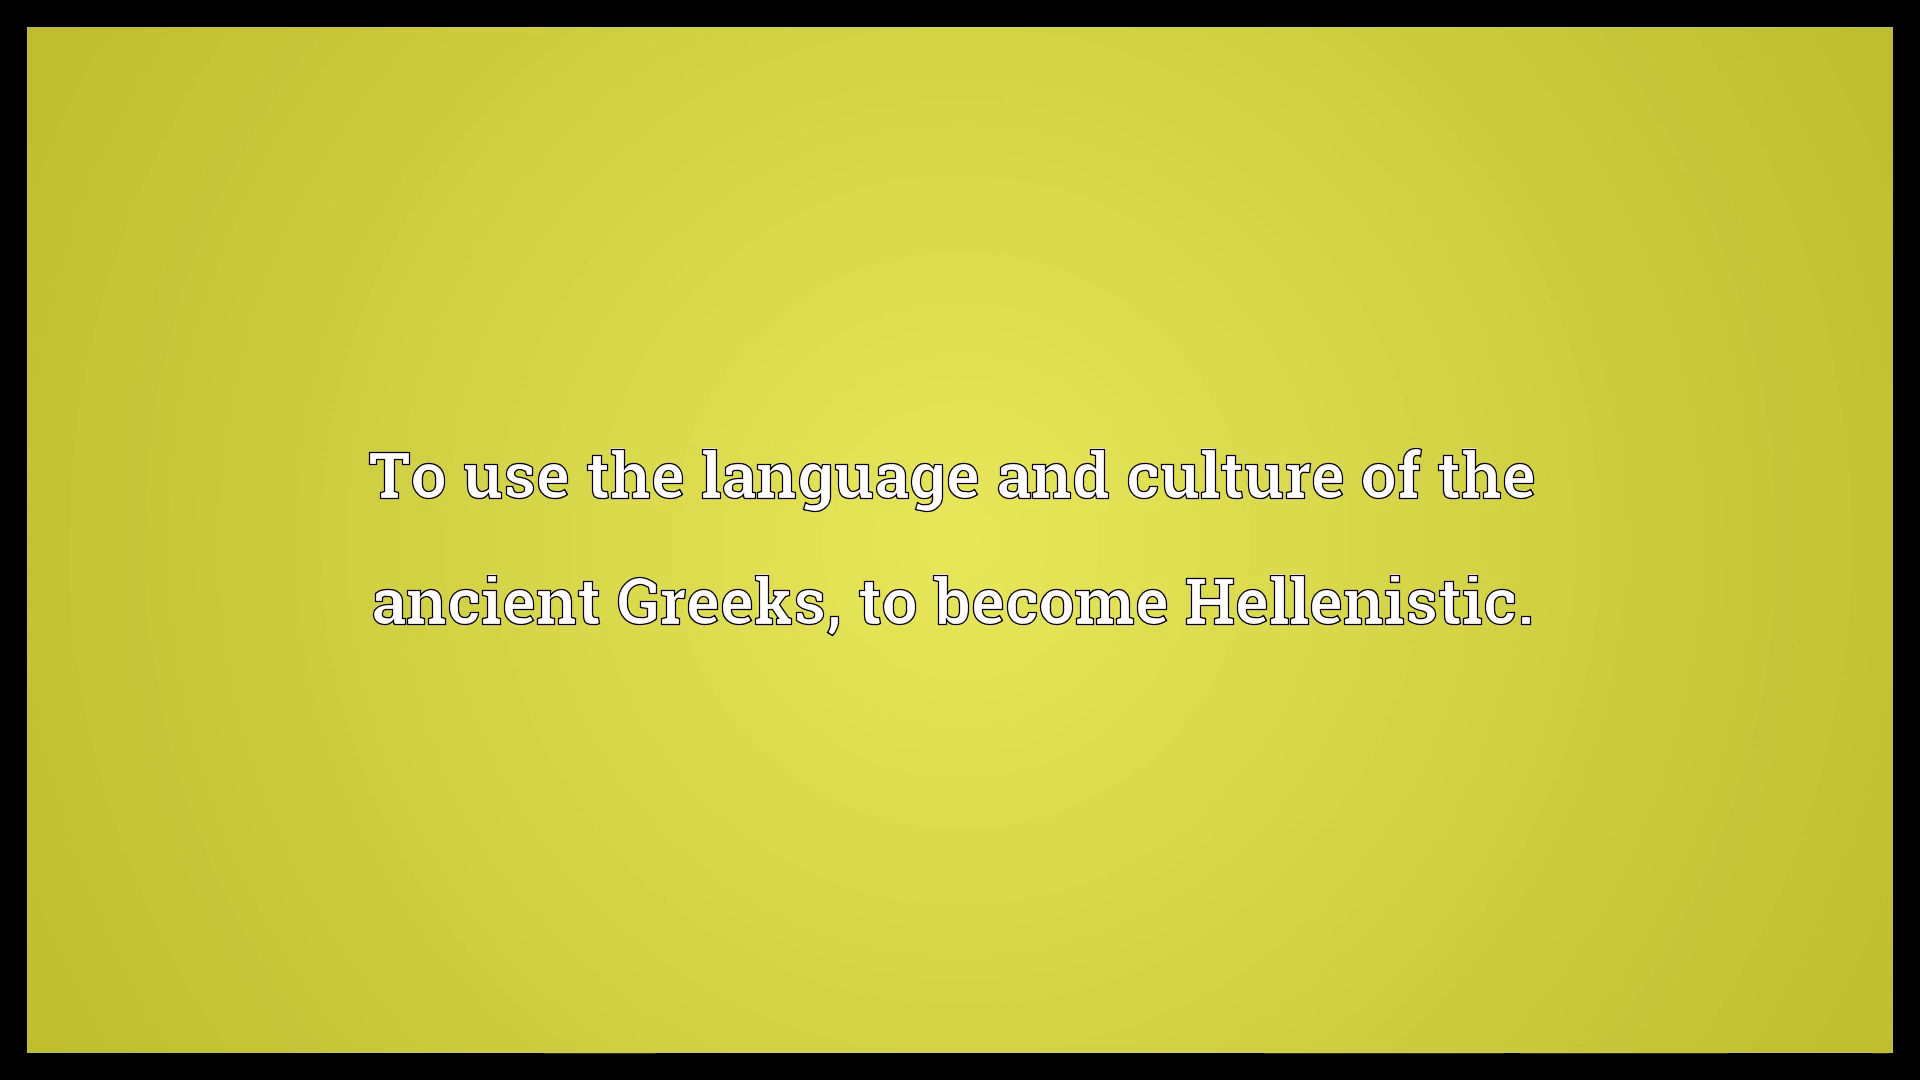 To use the language and culture of the
ancient Greeks, to become Hellenistic.